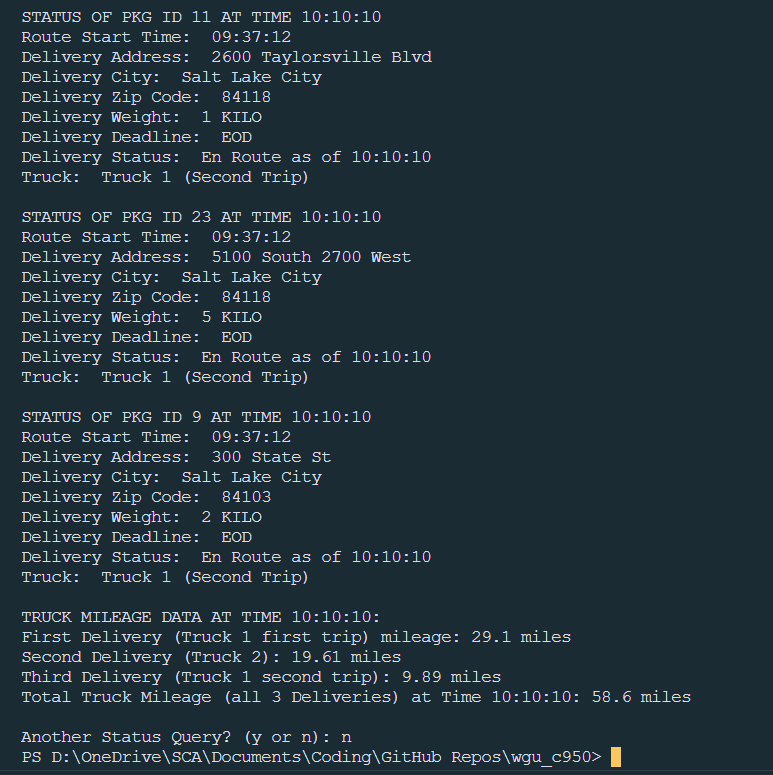 STATUS OF PKG ID 11 AT TIME 10:10:10
Route Start Time:  09:37:12
Delivery Address:  2600 Taylorsville Blvd
Delivery City:  Salt Lake City
Delivery Zip Code:  84118
Delivery Weight:  1 KILO
Delivery Deadline:  EOD
Delivery Status:  En Route as of 10:10:10
Truck:  Truck 1 (Second Trip)

STATUS OF PKG ID 23 AT TIME 10:10:10
Route Start Time:  09:37:12
Delivery Address:  5100 South 2700 West
Delivery City:  Salt Lake City
Delivery Zip Code:  84118
Delivery Weight:  5 KILO
Delivery Deadline:  EOD
Delivery Status:  En Route as of 10:10:10
Truck:  Truck 1 (Second Trip)

STATUS OF PKG ID 9 AT TIME 10:10:10
Route Start Time:  09:37:12
Delivery Address:  300 State St
Delivery City:  Salt Lake City
Delivery Zip Code:  84103
Delivery Weight:  2 KILO
Delivery Deadline:  EOD
Delivery Status:  En Route as of 10:10:10
Truck:  Truck 1 (Second Trip)

TRUCK MILEAGE DATA AT TIME 10:10:10:
First Delivery (Truck 1 first trip) mileage: 29.1 miles
Second Delivery (Truck 2): 19.61 miles
Third Delivery (Truck 1 second trip): 9.89 miles
Total Truck Mileage (all 3 Deliveries) at Time 10:10:10: 58.6 miles

Another Status Query? (y or n): n
PS D:\OneDrive\SCA\Documents\Coding\GitHub Repos\wgu_c950>